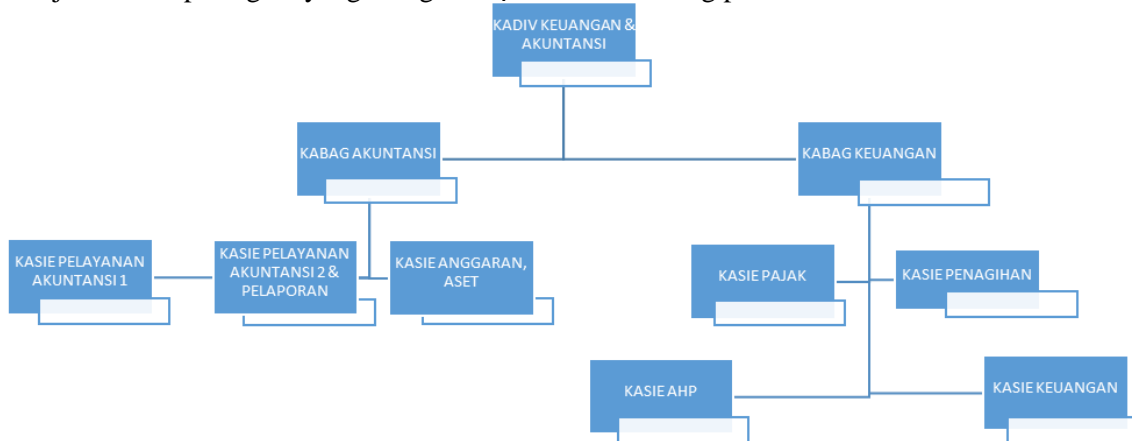 KADIV KEUANGAN &
AKUNTANSI
KABAG AKUNTANSI
KABAG KEUANGAN
KASIE PELAYANAN
AKUNTANSI 1
KASIE PELAYANAN
AKUNTANSI 2 &
PELAPORAN
KASIE ANGGARAN,
ASET
KASIE PAJAK
KASIE PENAGIHAN
KASIE AHP
KASIE KEUANGAN